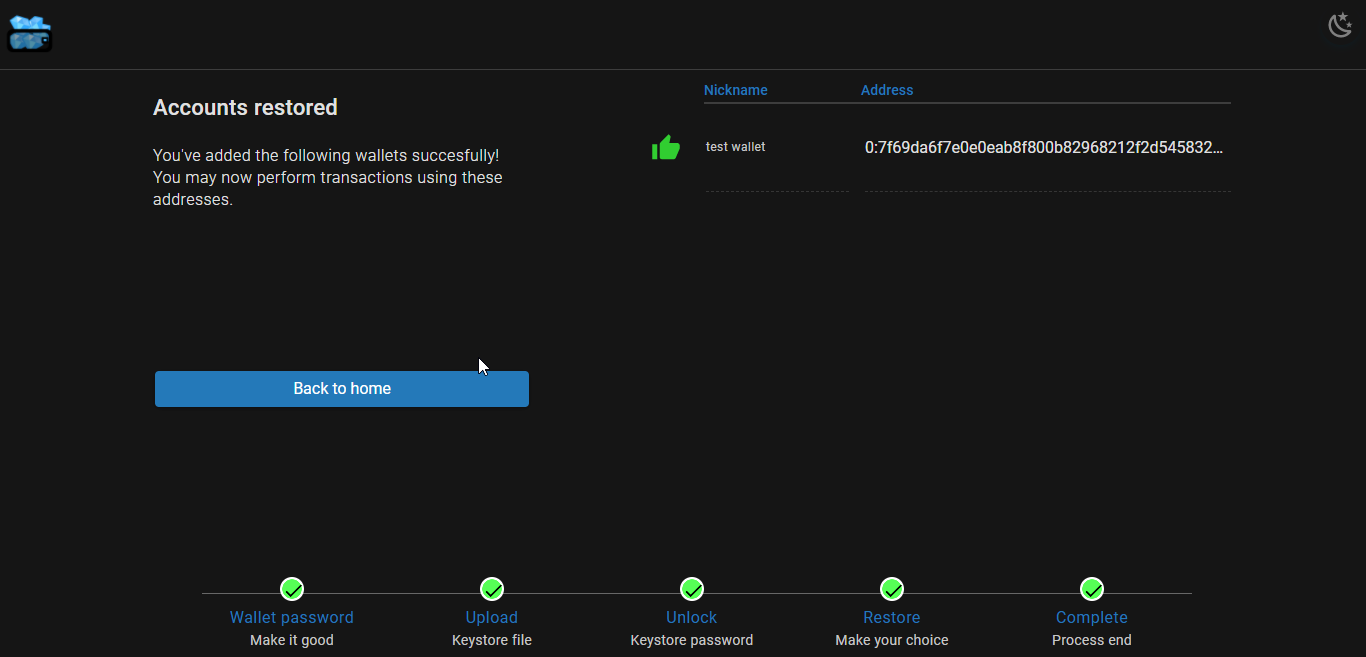 Accounts restored
You've added the following wallets succesfully!
You may now perform transactions using these
addresses.
Back to home
Nickname Address
test wallet 0:7f69da6f7e0e0eab8f800b82968212f2d545832...
Wallet password Upload Unlock Restore Complete
Make it good Keystore file Keystore password Make your choice Process end